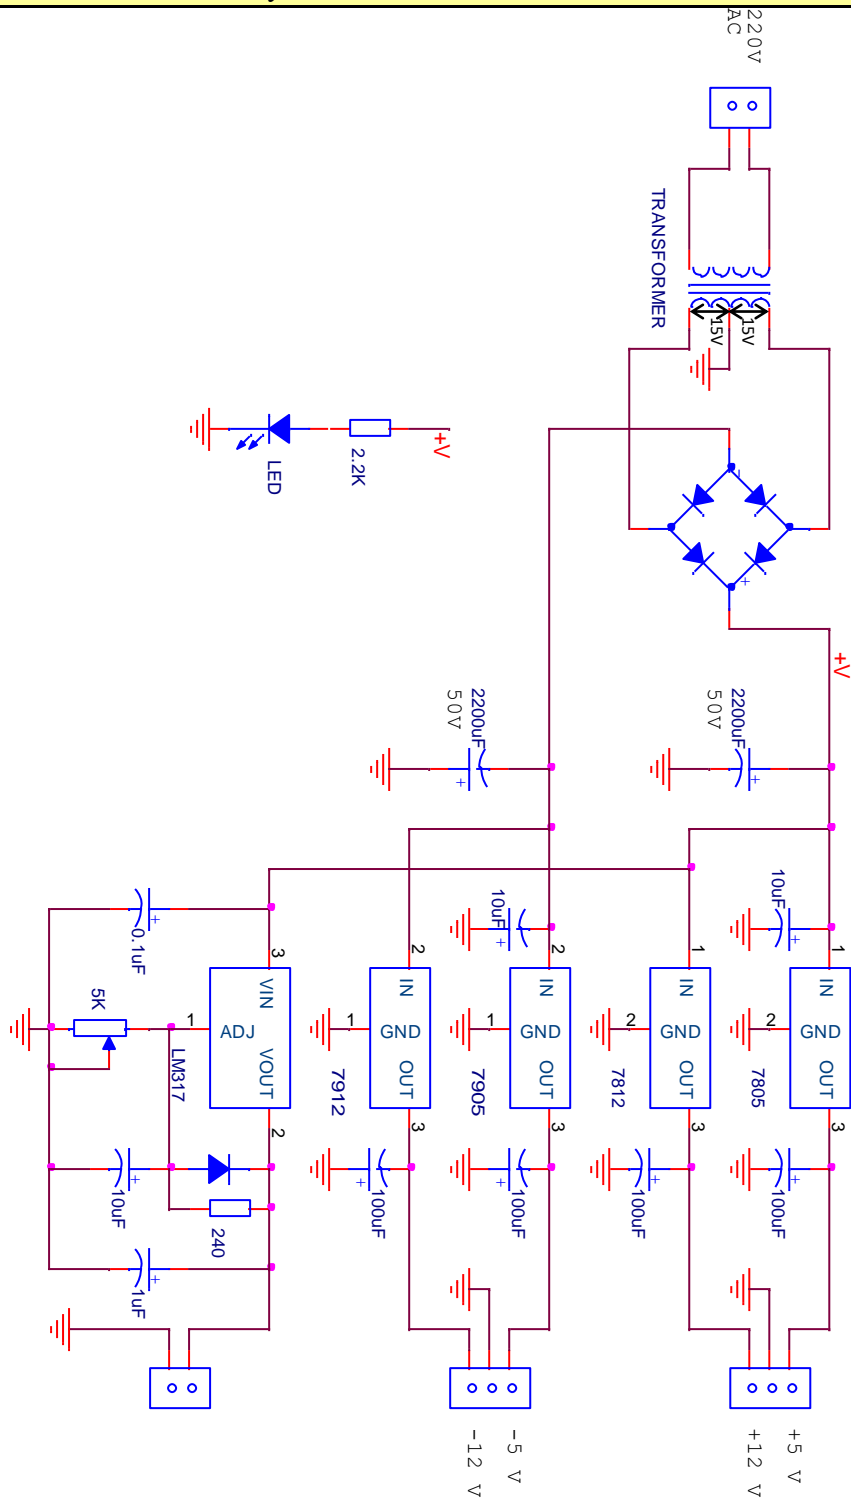 220V
AC
TRANSFORMER
15V
15V
-
+
+V
+V
2.2K
LED
2200uF
50V
+
2200uF
50V
+
10uF
+
1
IN
GND
2
OUT
3
7805
100uF
+
1
IN
GND
2
OUT
3
7812
100uF
+
10uF
+
2
IN
GND
1
OUT
3
7905
100uF
+
2
IN
GND
1
OUT
3
7912
100uF
+
0.1uF
+
3
VIN
ADJ
1
VOUT
2
LM317
5K
10uF
+
240
1uF
+
+5 V
+12 V
-5 V
-12 V